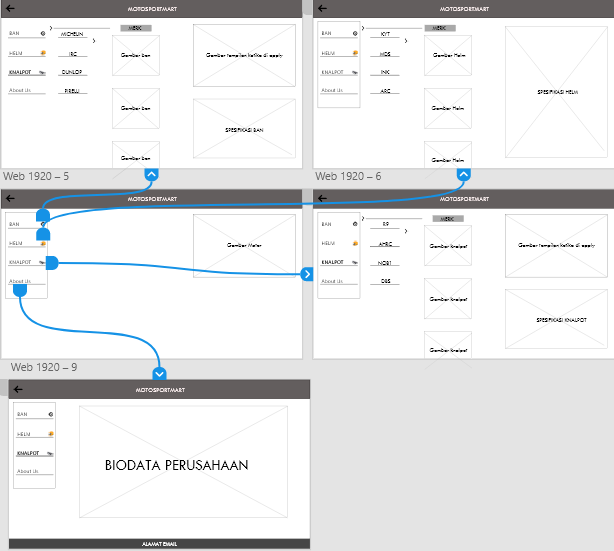 MOTOSPORTMART
BAN
HELM
KNALPOT
About Us
MICHELIN
IRC
DUNLOP
PIRELLI
MERK
Gambar Ban
Gambar Ban
Gambar Ban
Gambar Tampilan Ketika di apply
SPESIFIKASI BAN
MOTOSPORTMART
BAN
HELM
KNALPOT
About Us
KYT
MDS
INK
ARC
MERK
Gambar Helm
Gambar Helm
Gambar Helm
SPESIFIKASI HELM
Web 1920 – 5
Web 1920 – 6
MOTOSPORTMART
BAN
HELM
KNALPOT
About Us
Gambar Motor
MOTOSPORTMART
BAN
HELM
KNALPOT
About Us
R9
AHRC
NOB1
DBS
MERK
Gambar Knalpot
Gambar Knalpot
Gambar Knalpot
Gambar Tampilan Ketika di apply
SPESIFIKASI KNALPOT
Web 1920 – 9
MOTOSPORTMART
BAN
HELM
KNALPOT
About Us
BIODATA PERUSAHAAN
ALAMAT EMAIL